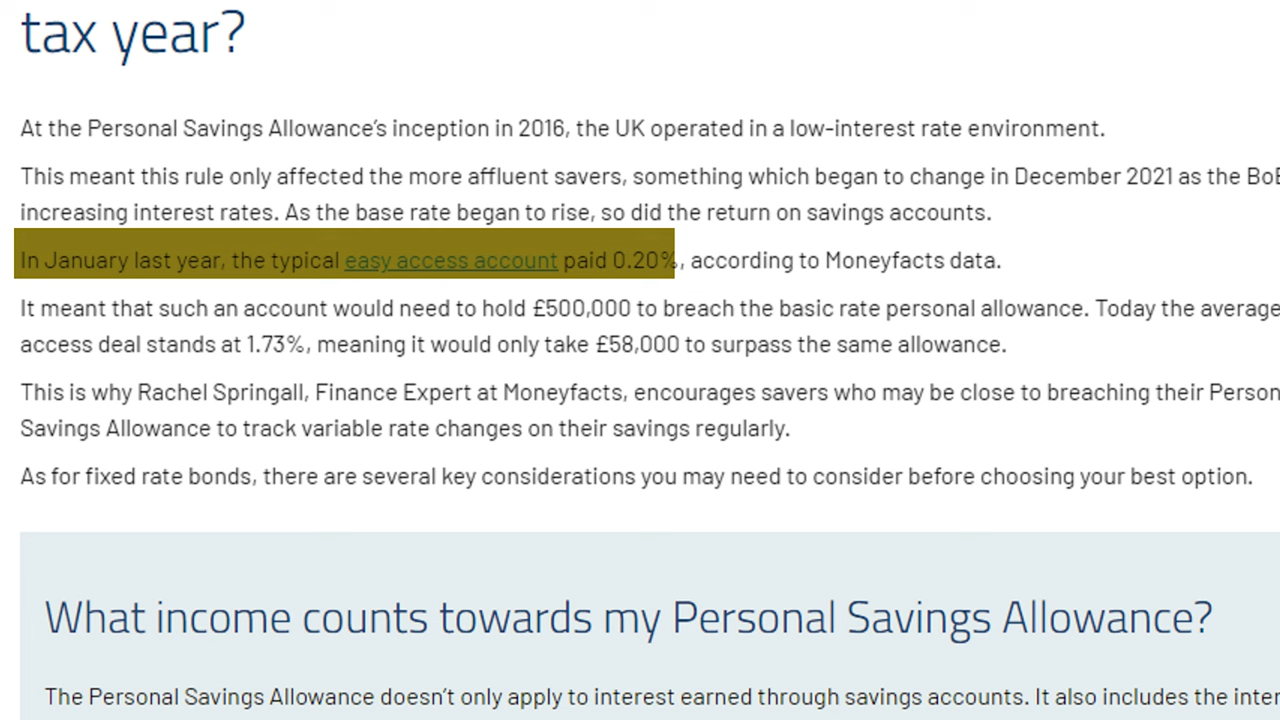 tax year?
At the Personal Savings Allowance's inception in 2016, the UK operated in a low-interest rate environment.
This meant this rule only affected the more affluent savers, something which began to change in December 2021 as the BoE
increasing interest rates. As the base rate began to rise, so did the return on savings accounts.
In January last year, the typical easy access account paid 0.20%, according to Moneyfacts data.
It meant that such an account would need to hold £500,000 to breach the basic rate personal allowance. Today the average
access deal stands at 1.73%, meaning it would only take £58,000 to surpass the same allowance.
This is why Rachel Springall, Finance Expert at Moneyfacts, encourages savers who may be close to breaching their Person
Savings Allowance to track variable rate changes on their savings regularly.
As for fixed rate bonds, there are several key considerations you may need to consider before choosing your best option.
What income counts towards my Personal Savings Allowance?
The Personal Savings Allowance doesn't only apply to interest earned through savings accounts. It also includes the inter